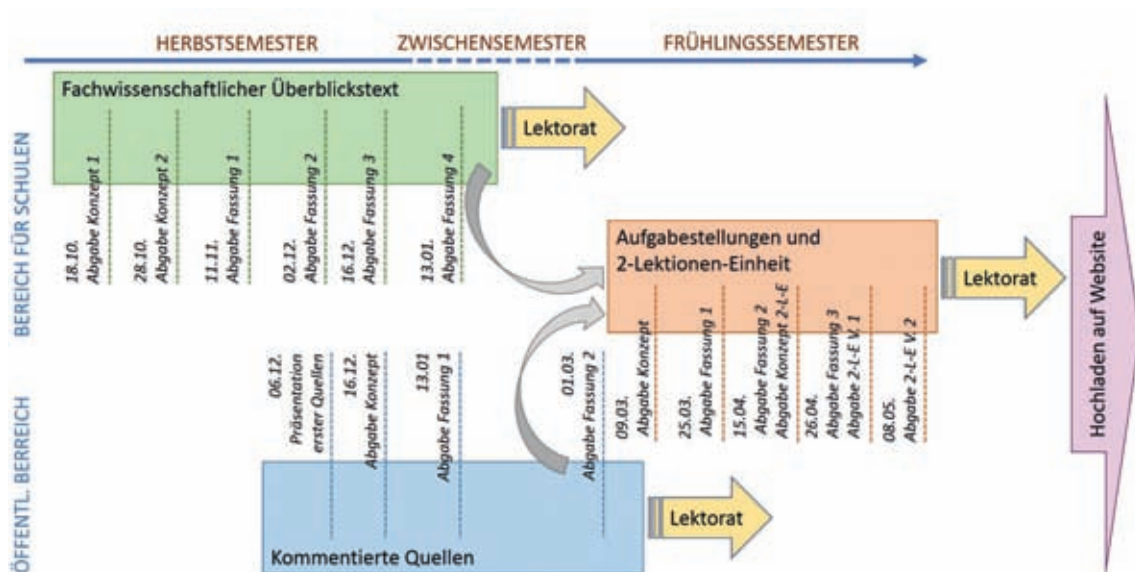 HERBSTSEMESTER
ZWISCHENSEMESTER
FRÜHLINGSSEMESTER
BEREICH FÜR SCHULEN
ÖFFENTL. BEREICH
Fachwissenschaftlicher Überblickstext
18.10.
Abgabe Konzept 1
28.10.
Abgabe Konzept 2
11.11.
Abgabe Fassung 1
02.12.
Abgabe Fassung 2
16.12.
Abgabe Fassung 3
13.01.
Abgabe Fassung 4
Lektorat
Aufgabestellungen und
2-Lektionen-Einheit
09.03.
Abgabe Konzept
25.03.
Abgabe Fassung 1
15.04.
Abgabe Fassung 2
Abgabe Konzept 2-L-E
26.04.
Abgabe Fassung 3
Abgabe 2-L-E V. 1
08.05.
Abgabe 2-L-E V. 2
Lektorat
06.12.
Präsentation
erster Quellen
16.12.
Abgabe Konzept
13.01
Abgabe Fassung 1
01.03.
Abgabe Fassung 2
Kommentierte Quellen
Lektorat
Hochladen auf Website